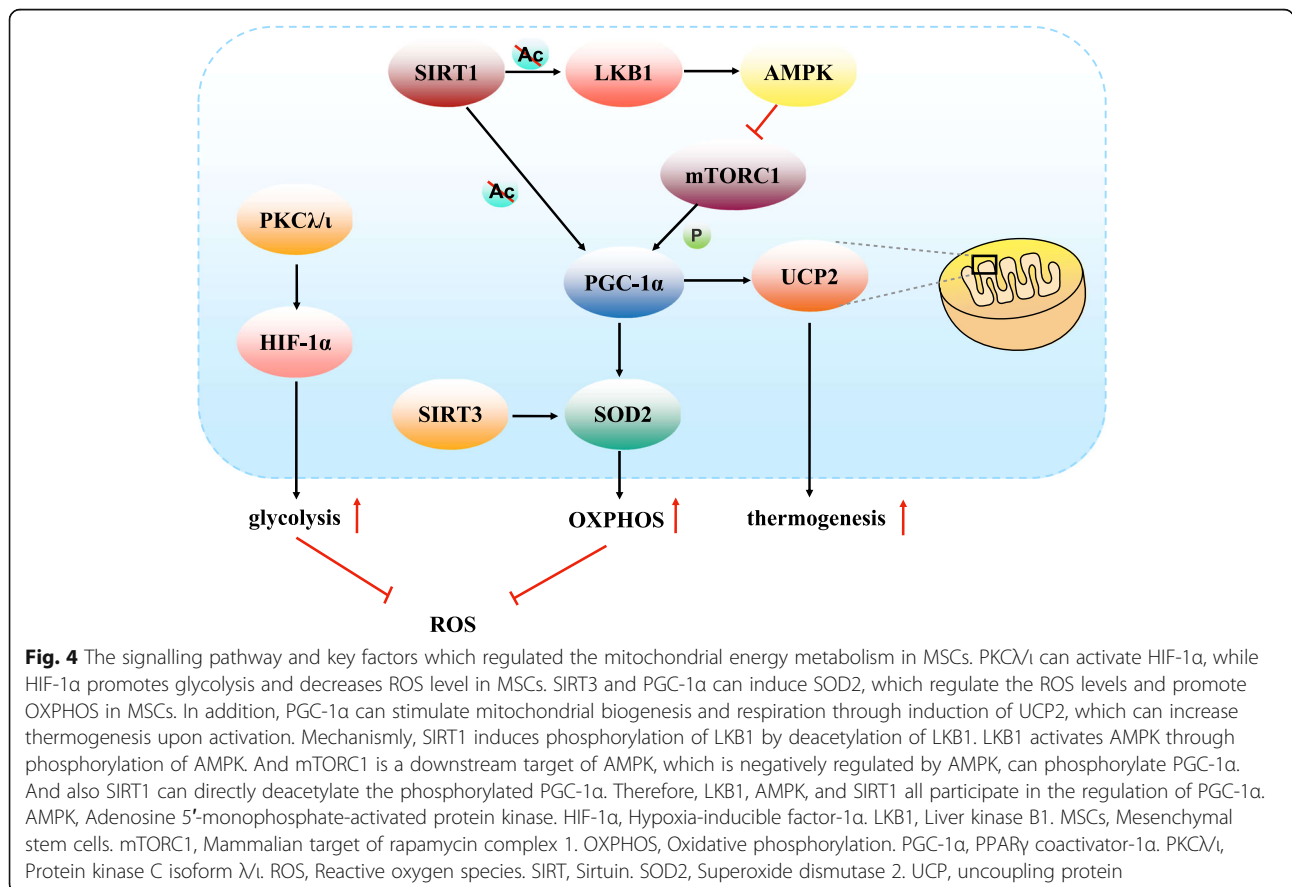 SIRT1
Ac
LKB1
AMPK
mTORC1
Ac
P
PKCλ/ι
PGC-1α
UCP2
HIF-1α
SIRT3
SOD2
glycolysis
OXPHOS
thermogenesis
ROS
Fig. 4 The signalling pathway and key factors which regulated the mitochondrial energy metabolism in MSCs. PKCλ/ι can activate HIF-1α, while
HIF-1α promotes glycolysis and decreases ROS level in MSCs. SIRT3 and PGC-1α can induce SOD2, which regulate the ROS levels and promote
OXPHOS in MSCs. In addition, PGC-1α can stimulate mitochondrial biogenesis and respiration through induction of UCP2, which can increase
thermogenesis upon activation. Mechanismly, SIRT1 induces phosphorylation of LKB1 by deacetylation of LKB1. LKB1 activates AMPK through
phosphorylation of AMPK. And mTORC1 is a downstream target of AMPK, which is negatively regulated by AMPK, can phosphorylate PGC-1α.
And also SIRT1 can directly deacetylate the phosphorylated PGC-1α. Therefore, LKB1, AMPK, and SIRT1 all participate in the regulation of PGC-1α.
AMPK, Adenosine 5′-monophosphate-activated protein kinase. HIF-1α, Hypoxia-inducible factor-1α. LKB1, Liver kinase B1. MSCs, Mesenchymal
stem cells. mTORC1, Mammalian target of rapamycin complex 1. OXPHOS, Oxidative phosphorylation. PGC-1α, PPARγ coactivator-1α. PKCλ/ι,
Protein kinase C isoform λ/ι. ROS, Reactive oxygen species. SIRT, Sirtuin. SOD2, Superoxide dismutase 2. UCP, uncoupling protein